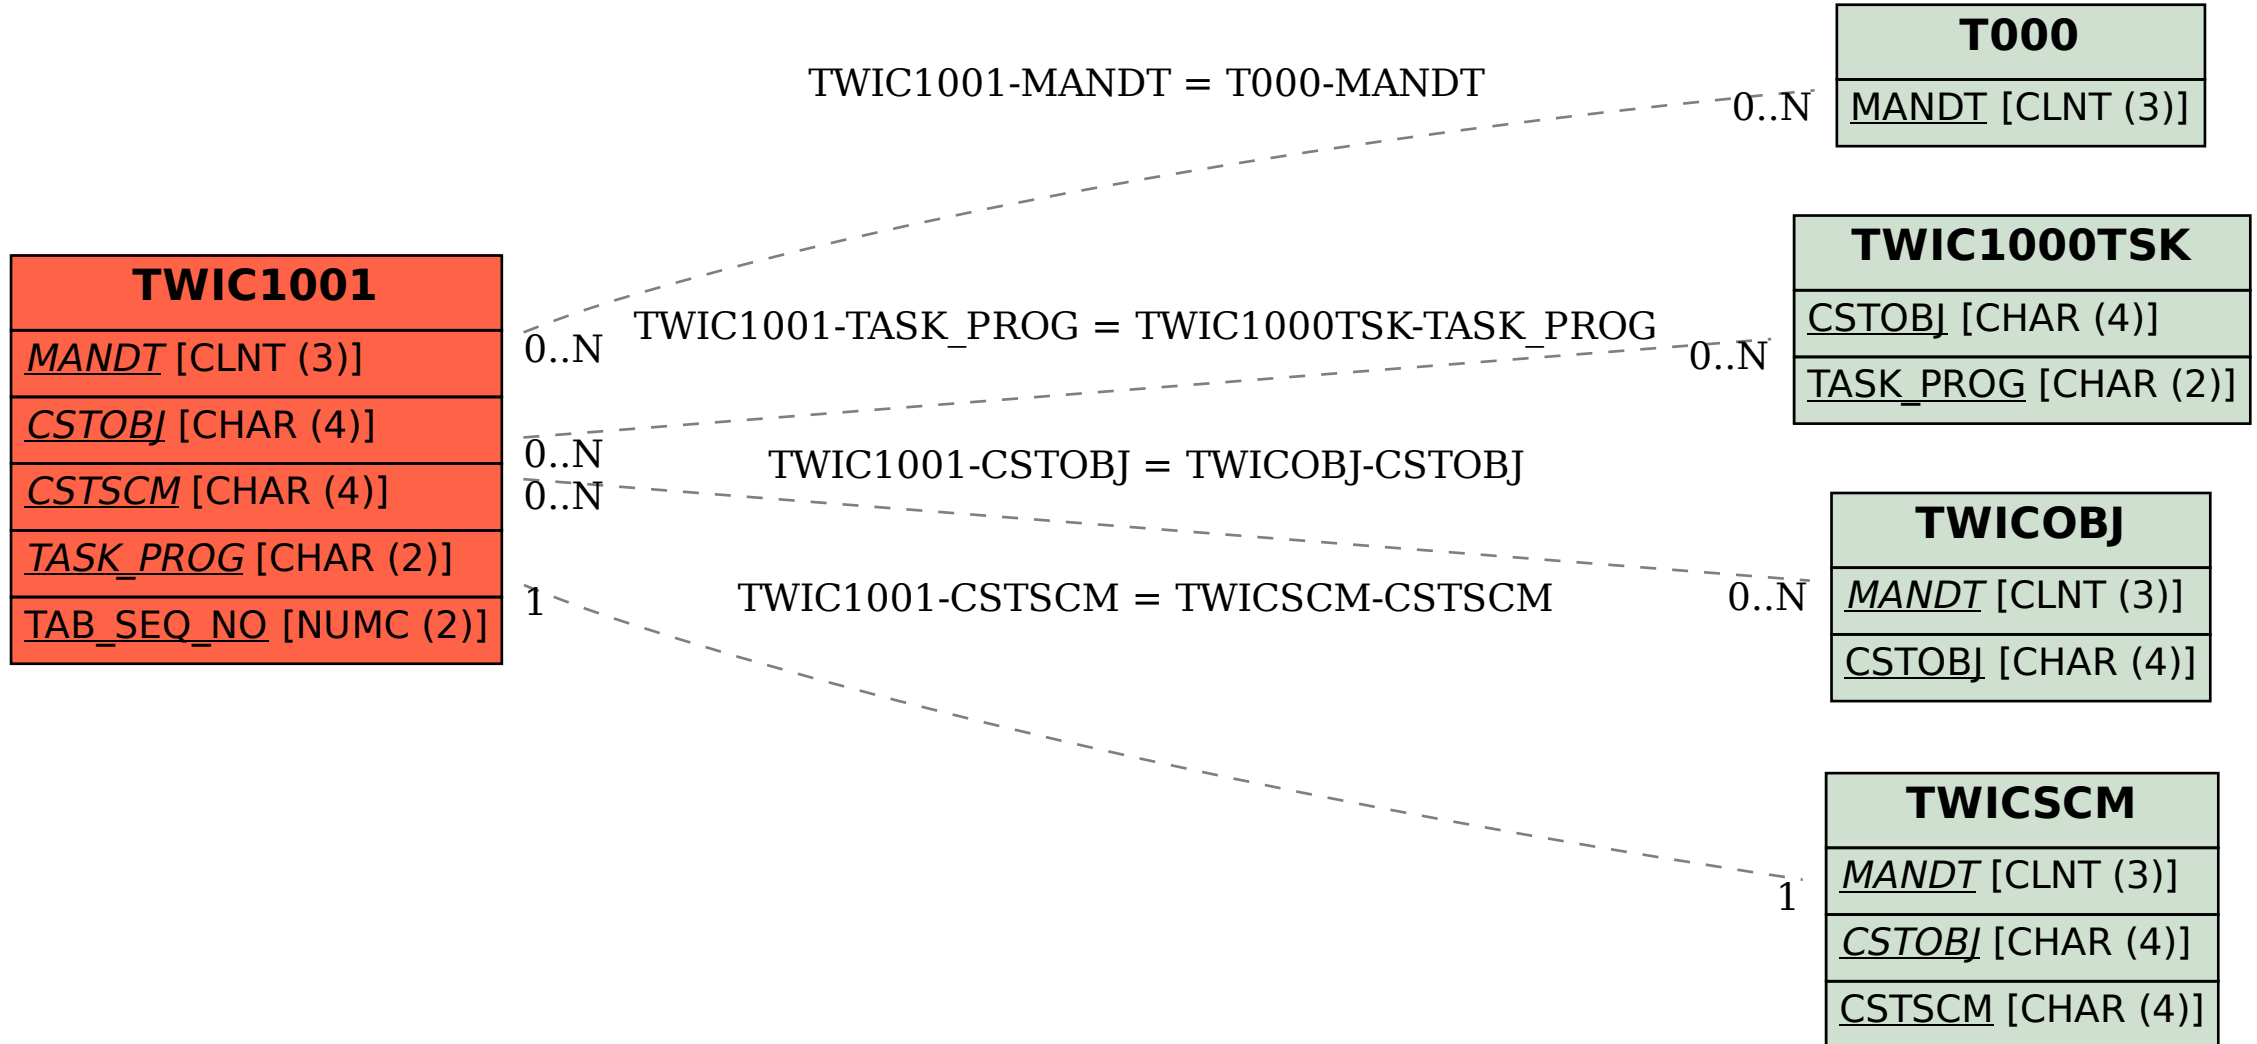 TWIC1001
MANDT [CLNT (3)]
CSTOBJ [CHAR (4)]
CSTSCM [CHAR (4)]
TASK_PROG [CHAR (2)]
TAB_SEQ_NO [NUMC (2)]
TWIC1001-MANDT = T000-MANDT
0..N
0..N
TWIC1001-TASK_PROG = TWIC1000TSK-TASK_PROG
0..N
0..N
TWIC1001-CSTOBJ = TWICOBJ-CSTOBJ
0..N
0..N
TWIC1001-CSTSCM = TWICSCM-CSTSCM
1
1
T000
MANDT [CLNT (3)]
TWIC1000TSK
CSTOBJ [CHAR (4)]
TASK_PROG [CHAR (2)]
TWICOBJ
MANDT [CLNT (3)]
CSTOBJ [CHAR (4)]
TWICSCM
MANDT [CLNT (3)]
CSTOBJ [CHAR (4)]
CSTSCM [CHAR (4)]